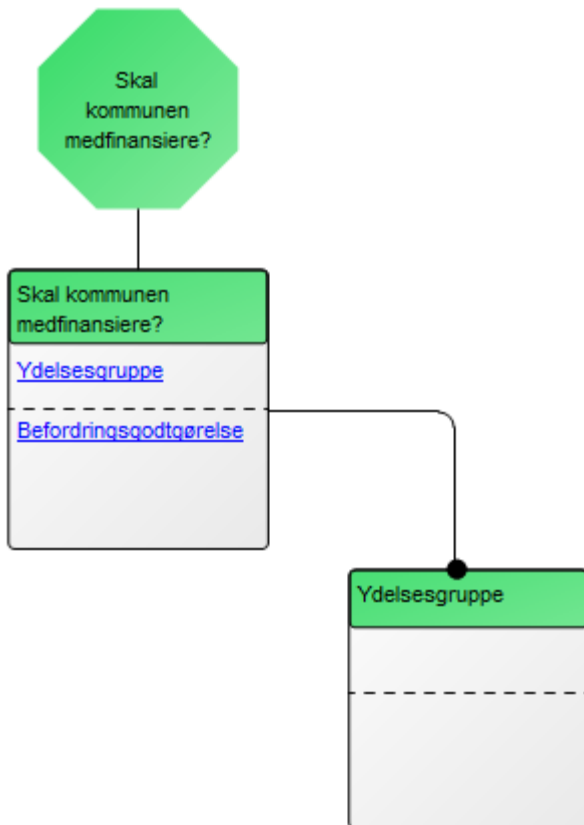 Skal
kommunen
medfinansiere?
Skal kommunen
medfinansiere?
Ydelsesgruppe
Befordringsgodtgørelse
Ydelsesgruppe